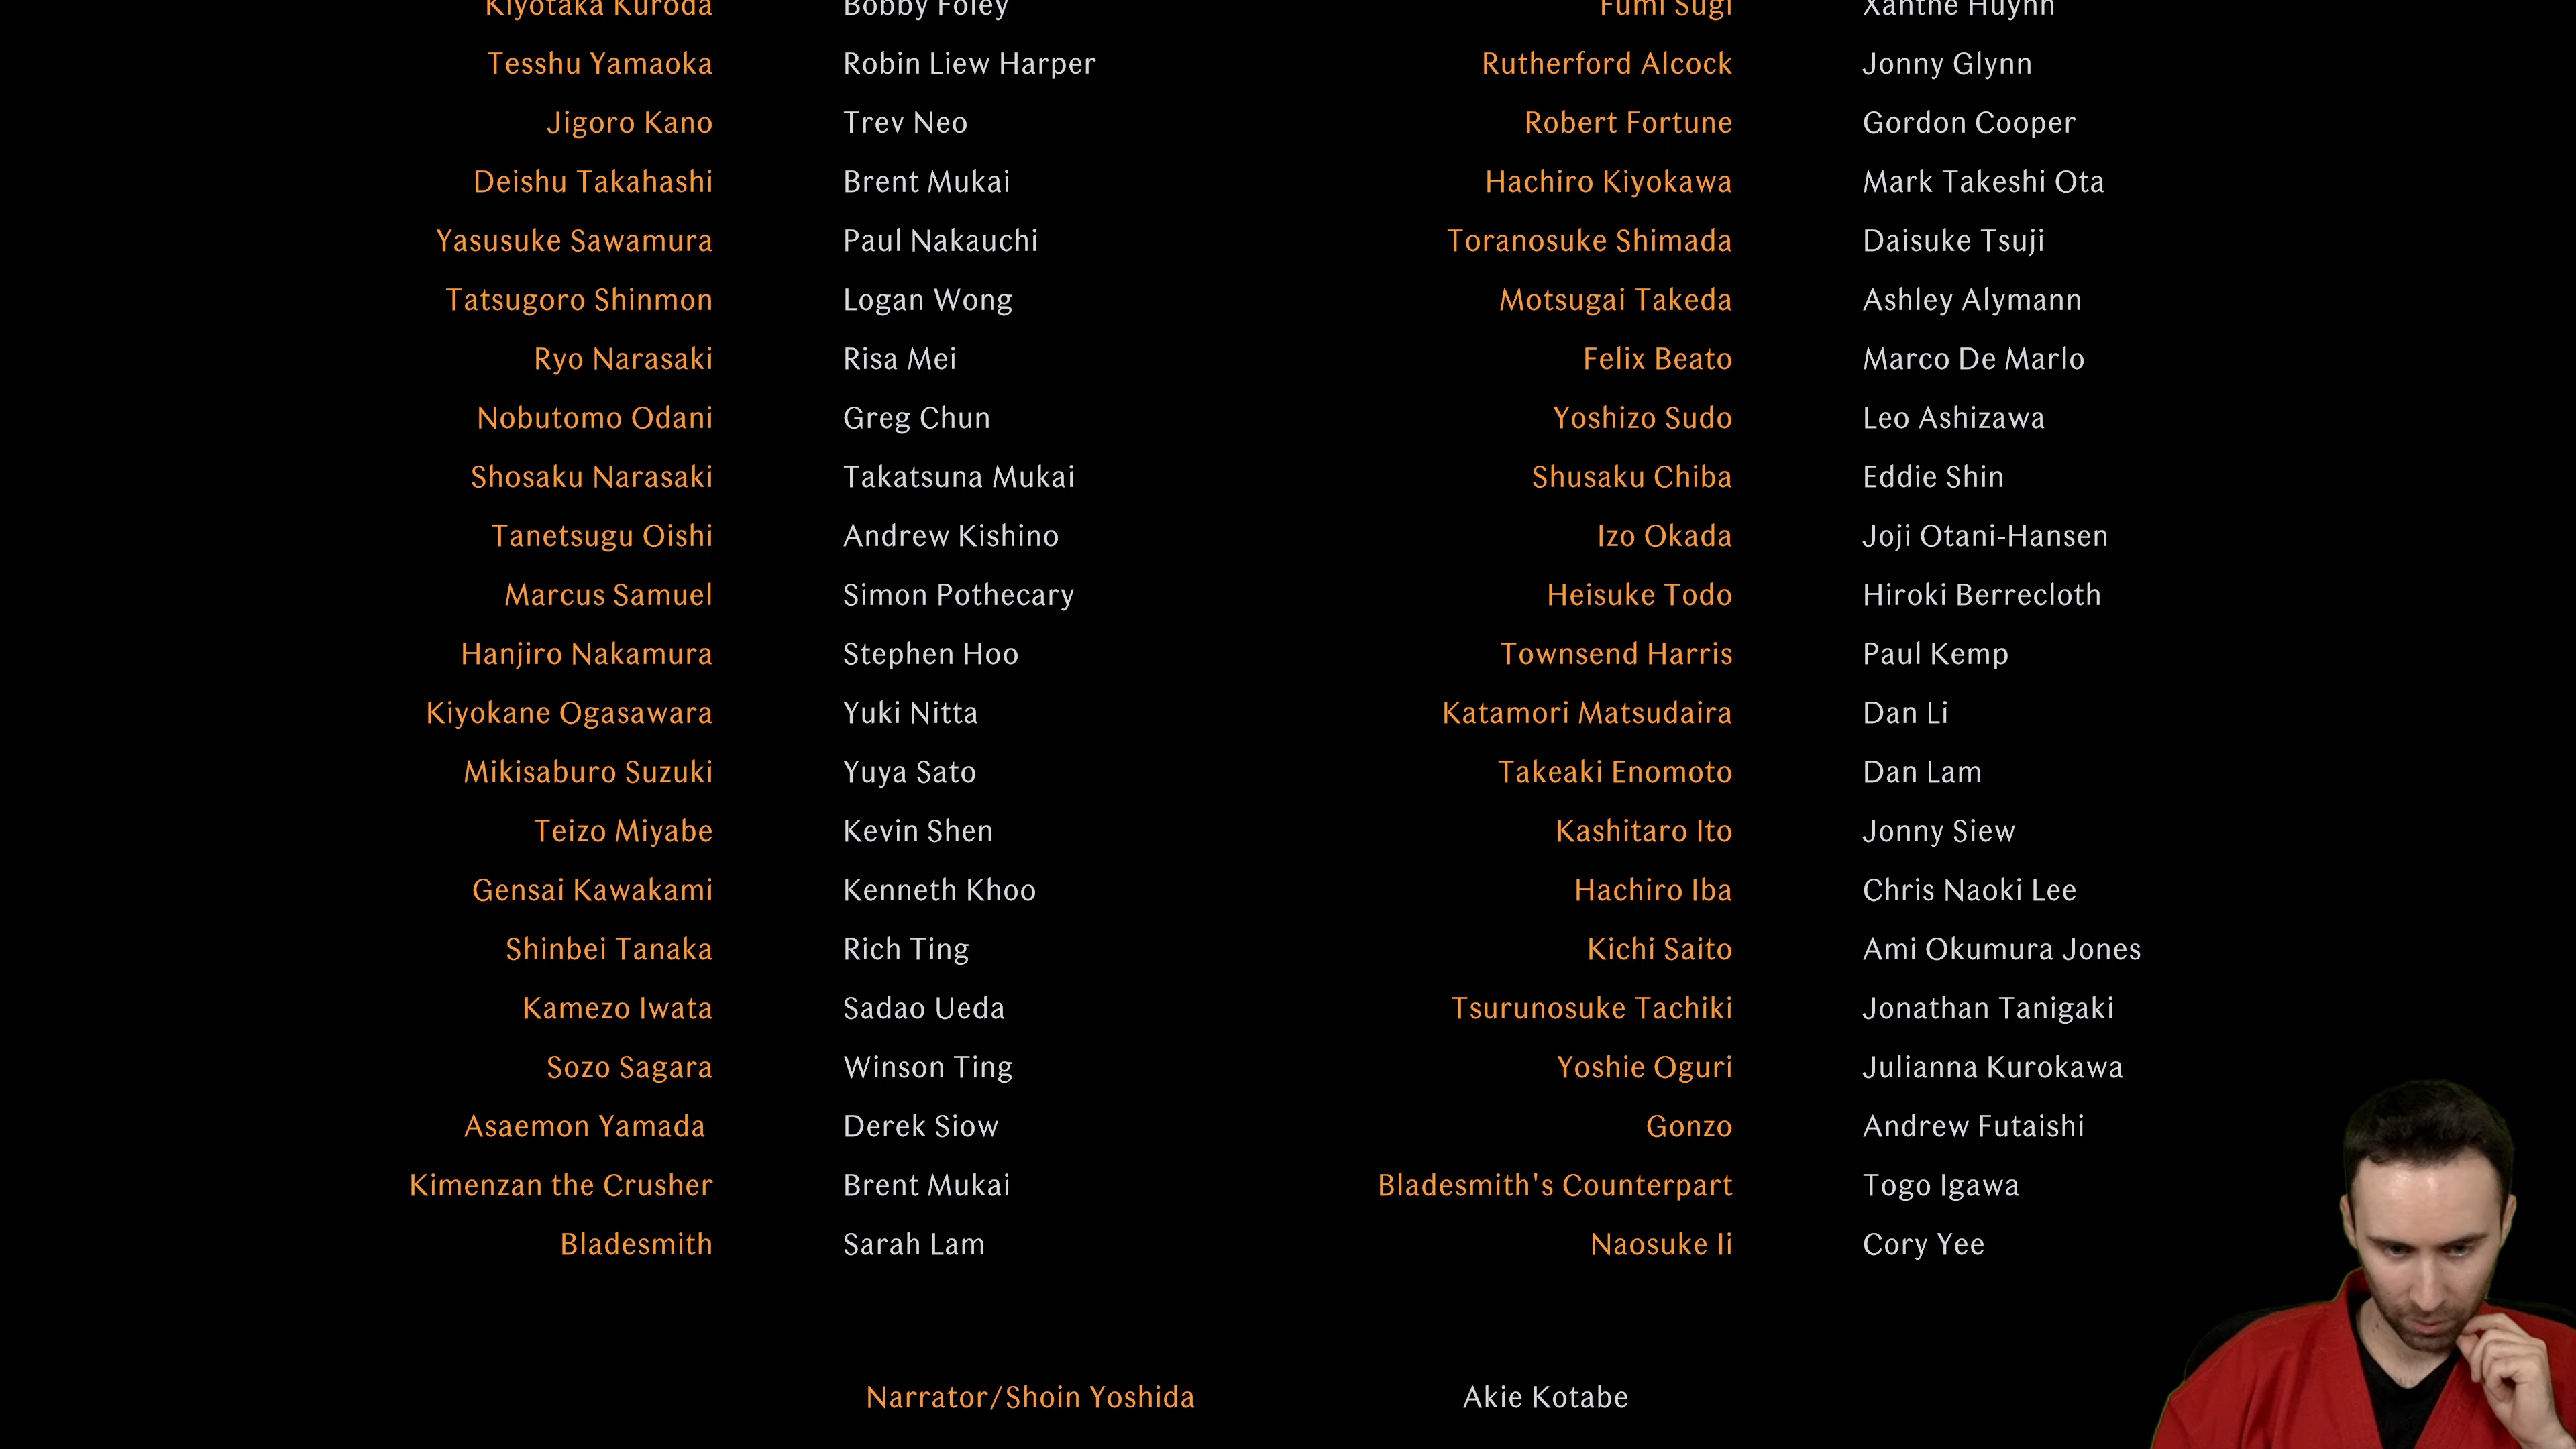 Kiyotaka Kuroda Bobby Foley Fumi Sugi Xanthe Huynh
Tesshu Yamaoka Robin Liew Harper Rutherford Alcock Jonny Glynn
Jigoro Kano Trev Neo Robert Fortune Gordon Cooper
Deishu Takahashi Brent Mukai Hachiro Kiyokawa Mark Takeshi Ota
Yasusuke Sawamura Paul Nakauchi Toranosuke Shimada Daisuke Tsuji
Tatsugoro Shinmon Logan Wong Motsugai Takeda Ashley Alymann
Ryo Narasaki Risa Mei Felix Beato Marco De Marlo
Nobutomo Odani Greg Chun Yoshizo Sudo Leo Ashizawa
Shosaku Narasaki Takatsuna Mukai Shusaku Chiba Eddie Shin
Tanetsugu Oishi Andrew Kishino Izo Okada Joji Otani-Hansen
Marcus Samuel Simon Pothecary Heisuke Todo Hiroki Berrecloth
Hanjiro Nakamura Stephen Hoo Townsend Harris Paul Kemp
Kiyokane Ogasawara Yuki Nitta Katamori Matsudaira Dan Li
Mikisaburo Suzuki Yuya Sato Takeaki Enomoto Dan Lam
Teizo Miyabe Kevin Shen Kashitaro Ito Jonny Siew
Gensai Kawakami Kenneth Khoo Hachiro Iba Chris Naoki Lee
Shinbei Tanaka Rich Ting Kichi Saito Ami Okumura Jones
Kamezo Iwata Sadao Ueda Tsurunosuke Tachiki Jonathan Tanigaki
Sozo Sagara Winson Ting Yoshie Oguri Julianna Kurokawa
Asaemon Yamada Derek Siow Gonzo Andrew Futaishi
Kimenzan the Crusher Brent Mukai Bladesmith's Counterpart Togo Igawa
Bladesmith Sarah Lam Naosuke Ii Cory Yee
Narrator/Shoin Yoshida Akie Kotabe